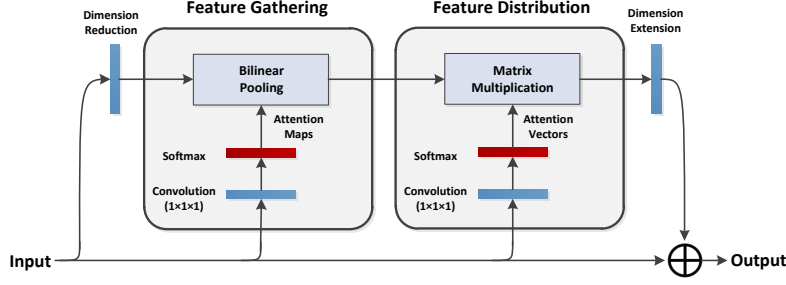 Feature Gathering
Feature Distribution
Dimension
Reduction
Dimension
Extension
Bilinear
Pooling
Matrix
Multiplication
Attention
Maps
Attention
Vectors
Softmax
Softmax
Convolution
(1×1×1)
Convolution
(1×1×1)
Input
Output